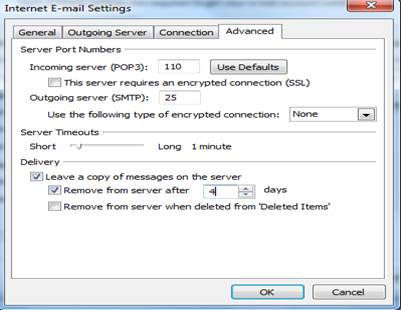 Internet E-mail Settings
General Outgoing Server Connection Advanced
Server Port Numbers
Incoming server (POP3): 110 Use Defaults
This server requires an encrypted connection (SSL)
Outgoing server (SMTP): 25
Use the following type of encrypted connection: None
Server Timeouts
Short Long 1 minute
Delivery
Leave a copy of messages on the server
Remove from server after 4 days
Remove from server when deleted from 'Deleted Items'
OK Cancel